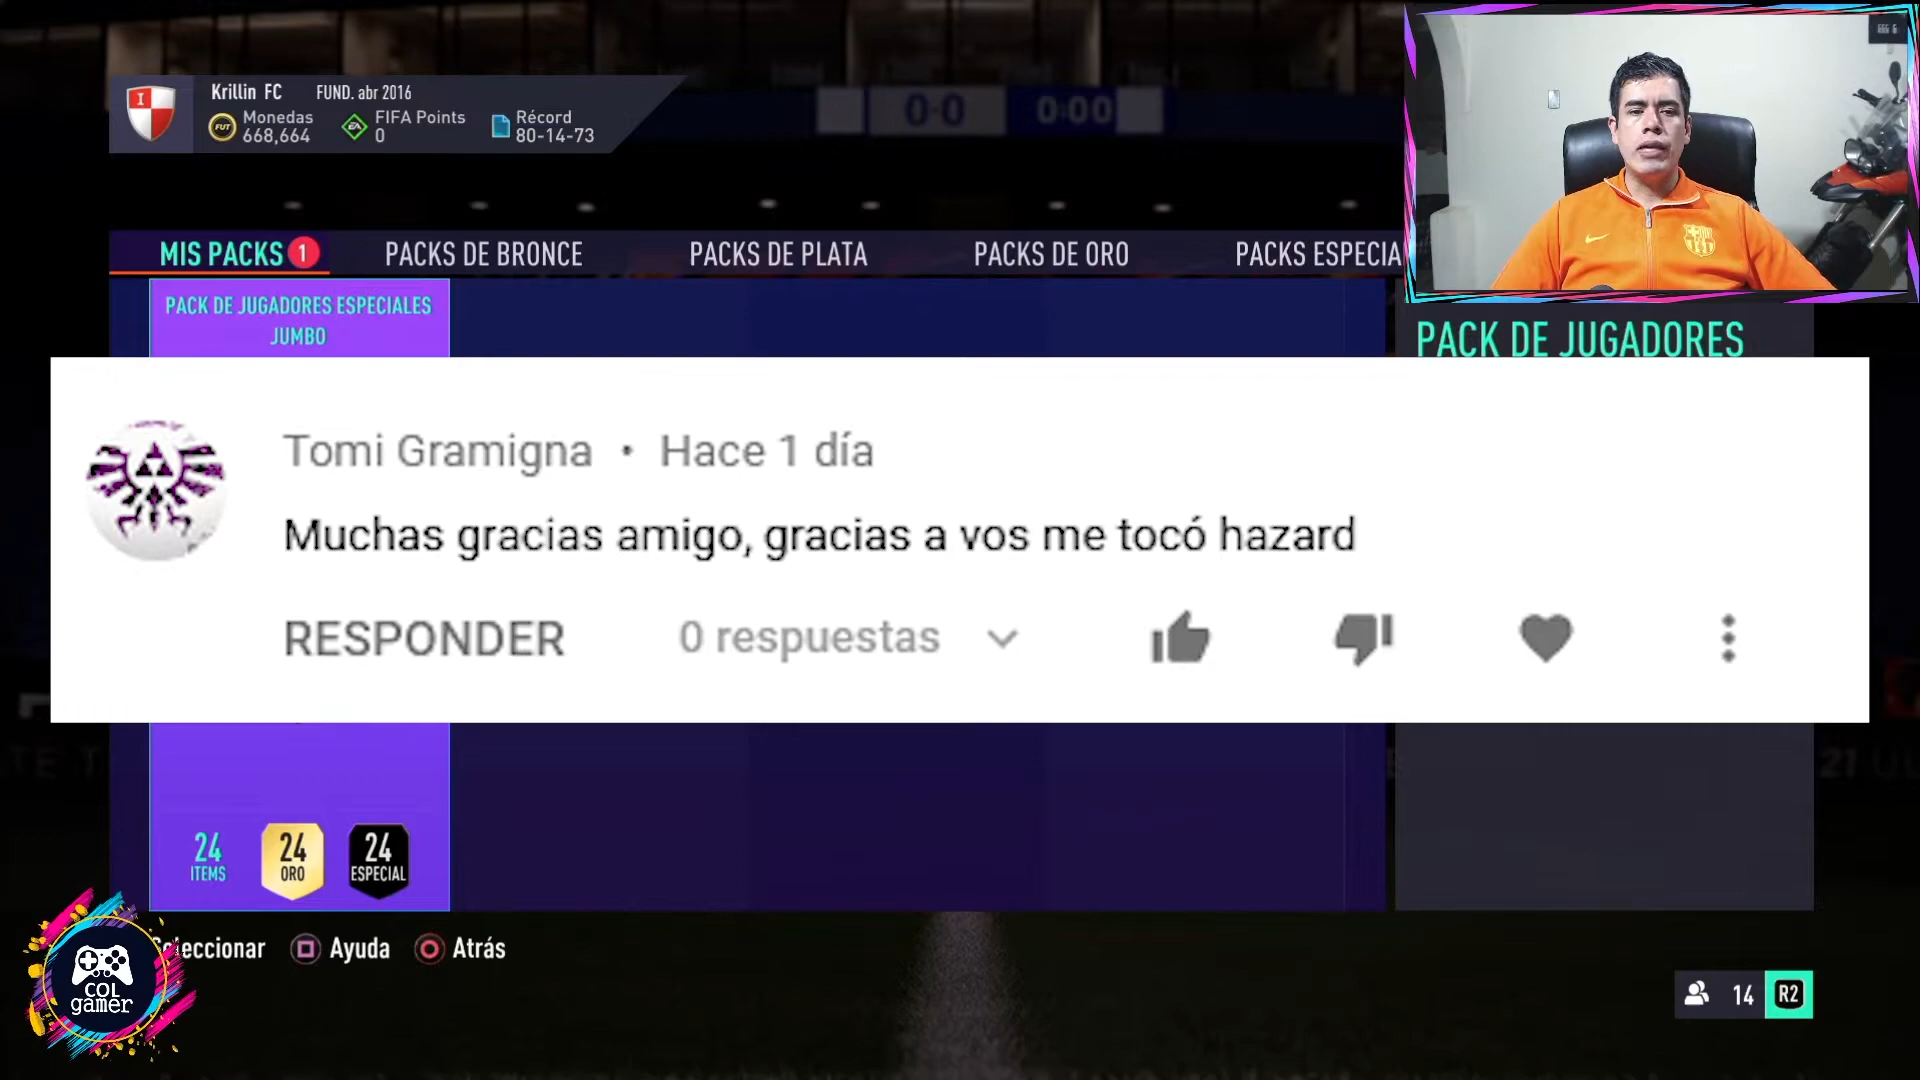 Krillin FC FUND. abr 2016
Monedas FIFA Points Récord
668,664 0 80-14-73
0-0 0:00
MIS PACKS 1 PACKS DE BRONCE PACKS DE PLATA PACKS DE ORO PACKS ESPECIA
PACK DE JUGADORES ESPECIALES
JUMBO
PACK DE JUGADORES
Tomi Gramigna • Hace 1 día
Muchas gracias amigo, gracias a vos me tocó hazard
RESPONDER 0 respuestas
24 24 24
ITEMS ORO ESPECIAL
21
eleccionar Ayuda Atrás
COL
gamer
14 R2